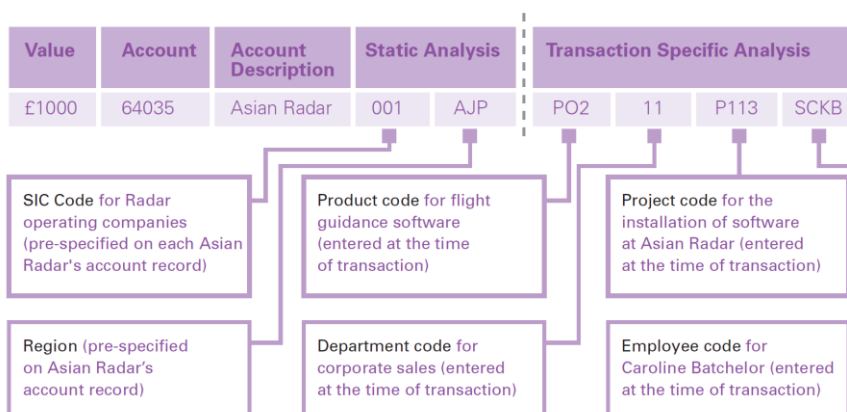 Value Account Account Description Static Analysis Transaction Specific Analysis
£1000 64035 Asian Radar 001 AJP PO2 11 P113 SCKB
SIC Code for Radar
operating companies
(pre-specified on each Asian
Radar's account record)
Product code for flight
guidance software
(entered at the time
of transaction)
Project code for the
installation of software
at Asian Radar (entered
at the time of transaction)
Region (pre-specified
on Asian Radar's
account record)
Department code for
corporate sales (entered
at the time of transaction)
Employee code for
Caroline Batchelor (entered
at the time of transaction)